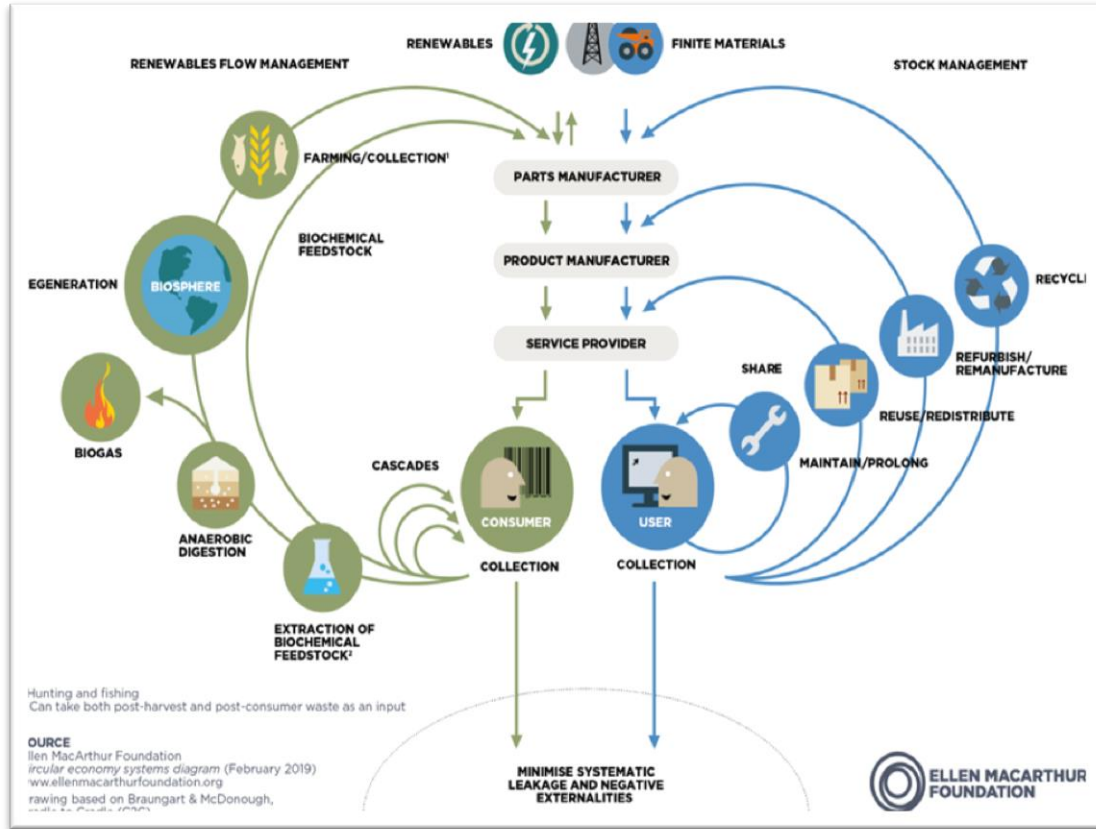 RENEWABLES
FINITE MATERIALS
RENEWABLES FLOW MANAGEMENT
STOCK MANAGEMENT
FARMING/COLLECTION¹
PARTS MANUFACTURER
BIOCHEMICAL
FEEDSTOCK
PRODUCT MANUFACTURER
EGENERATION
BIOSPHERE
RECYCL
SERVICE PROVIDER
SHARE
REFURBISH/
REMANUFACTURE
REUSE/REDISTRIBUTE
BIOGAS
CASCADES
MAINTAIN/PROLONG
CONSUMER
USER
ANAEROBIC
DIGESTION
COLLECTION
COLLECTION
EXTRACTION OF
BIOCHEMICAL
FEEDSTOCK²
Hunting and fishing
Can take both post-harvest and post-consumer waste as an input
OURCE
llen MacArthur Foundation
ircular economy systems diagram (February 2019)
ww.ellenmacarthurfoundation.org
rawing based on Braungart & McDonough,
MINIMISE SYSTEMATIC
LEAKAGE AND NEGATIVE
EXTERNALITIES
ELLEN MACARTHUR
FOUNDATION